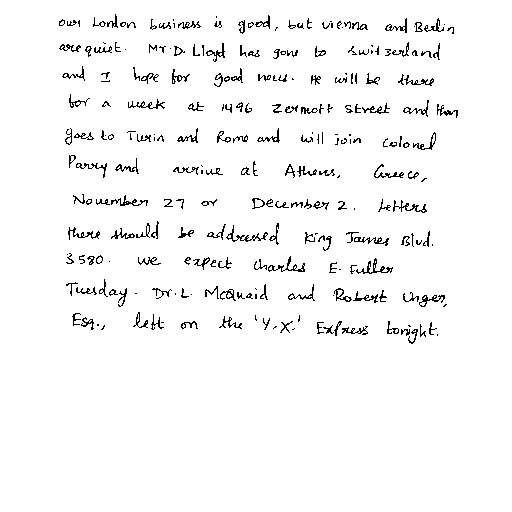 our London business is good, but vienna and Berlin
are quiet. Mr. D. Lloyd has gone to switzerland
and I hope for good news. He will be there
for a week at 1496 Zermott street and then
goes to Turin and Rome and will join colonel
Parry and arrive at Athens, Greece,
November 27 or December 2. Letters
there should be addressed King James Blvd.
3580. we expect charles E. Fuller
Tuesday. Dr. L. McQuaid and Robert Unger,
Esq., left on the 'Y.X.' Express tonight.